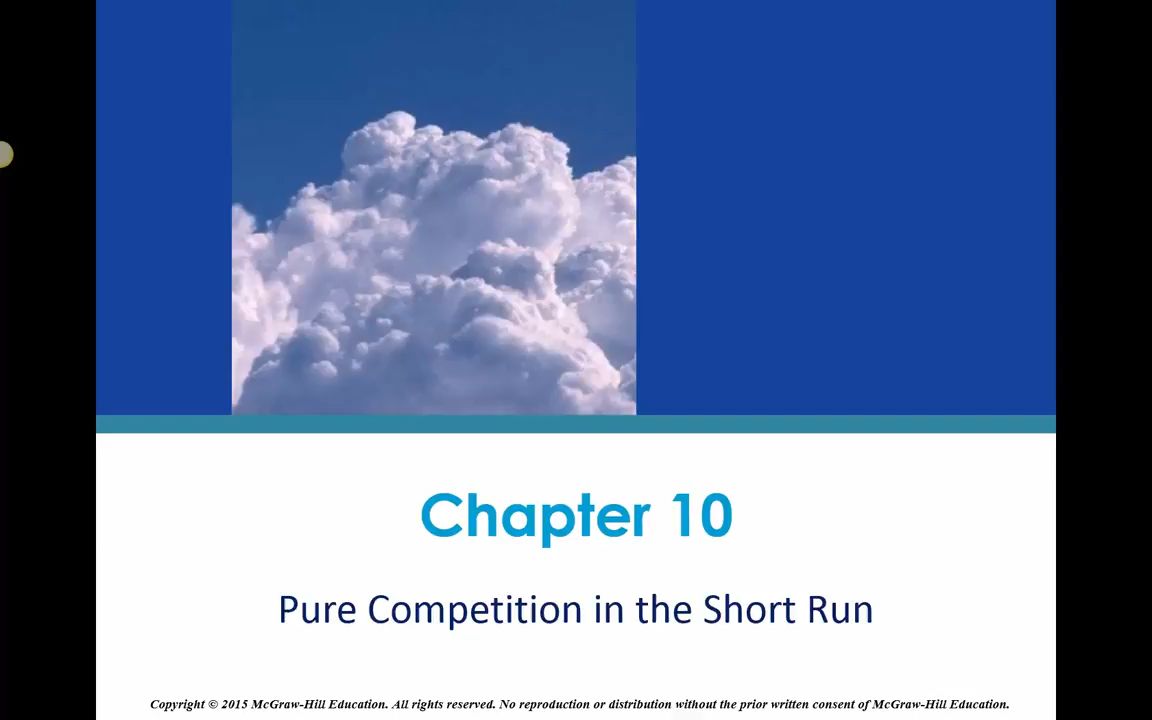 Chapter 10
Pure Competition in the Short Run
Copyright © 2015 McGraw-Hill Education. All rights reserved. No reproduction or distribution without the prior written consent of McGraw-Hill Education.